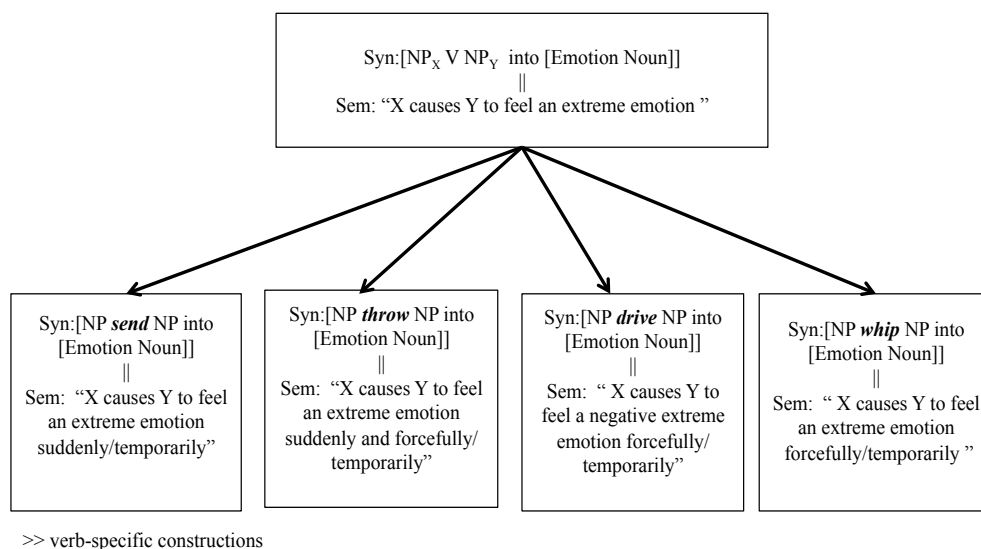 Syn:[NPX V NPY into [Emotion Noun]]
||
Sem: “X causes Y to feel an extreme emotion ”
Syn:[NP send NP into
[Emotion Noun]]
||
Sem: “X causes Y to feel
an extreme emotion
suddenly/temporarily”
Syn:[NP throw NP into
[Emotion Noun]]
||
Sem: “X causes Y to feel
an extreme emotion
suddenly and forcefully/
temporarily”
Syn:[NP drive NP into
[Emotion Noun]]
||
Sem: “ X causes Y to
feel a negative extreme
emotion forcefully/
temporarily”
Syn:[NP whip NP into
[Emotion Noun]]
||
Sem: “ X causes Y to feel
an extreme emotion
forcefully/temporarily ”
>> verb-specific constructions